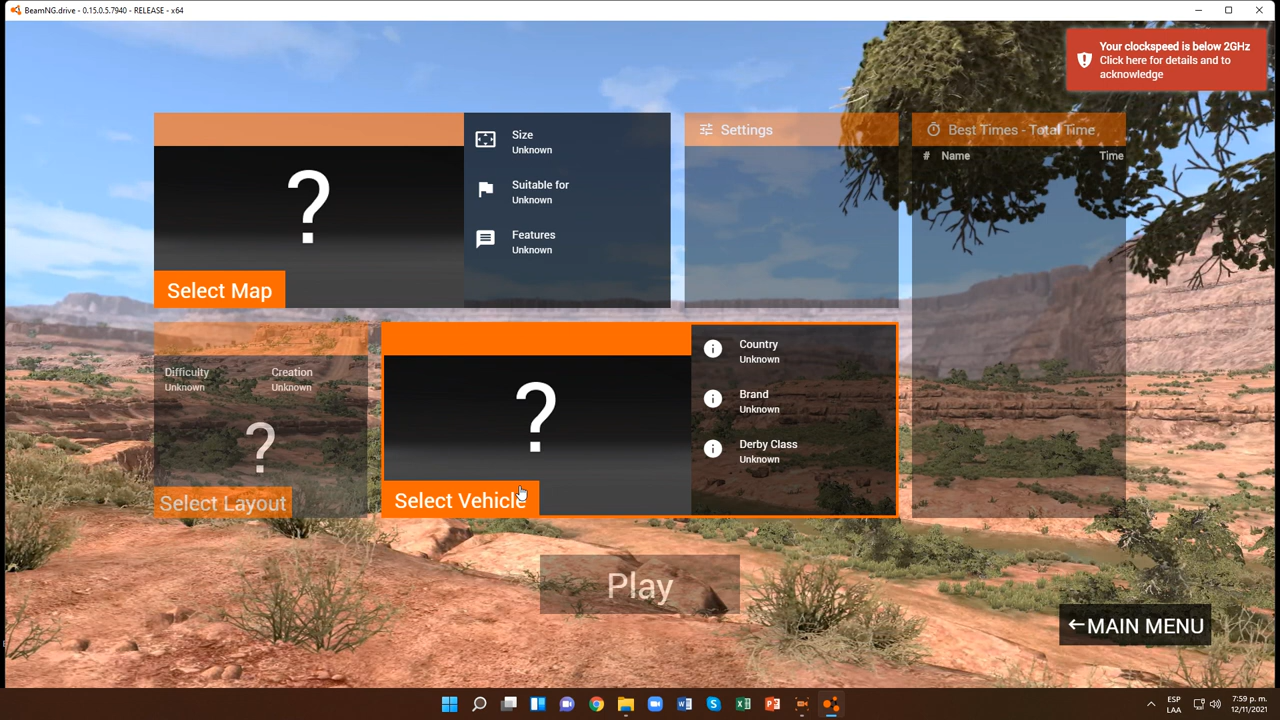 BeamNG.drive - 0.15.0.5.7940 - RELEASE - x64
Your clockspeed is below 2GHz
Click here for details and to
acknowledge
Size
Unknown
Suitable for
Unknown
Features
Unknown
Select Map
Settings
Best Times - Total Time
# Name Time
Difficulty
Unknown
Creation
Unknown
?
Select Layout
?
?
Select Vehicle
Country
Unknown
Brand
Unknown
Derby Class
Unknown
Play
←MAIN MENU
ESP
LAA
7:59 p. m.
12/11/2021